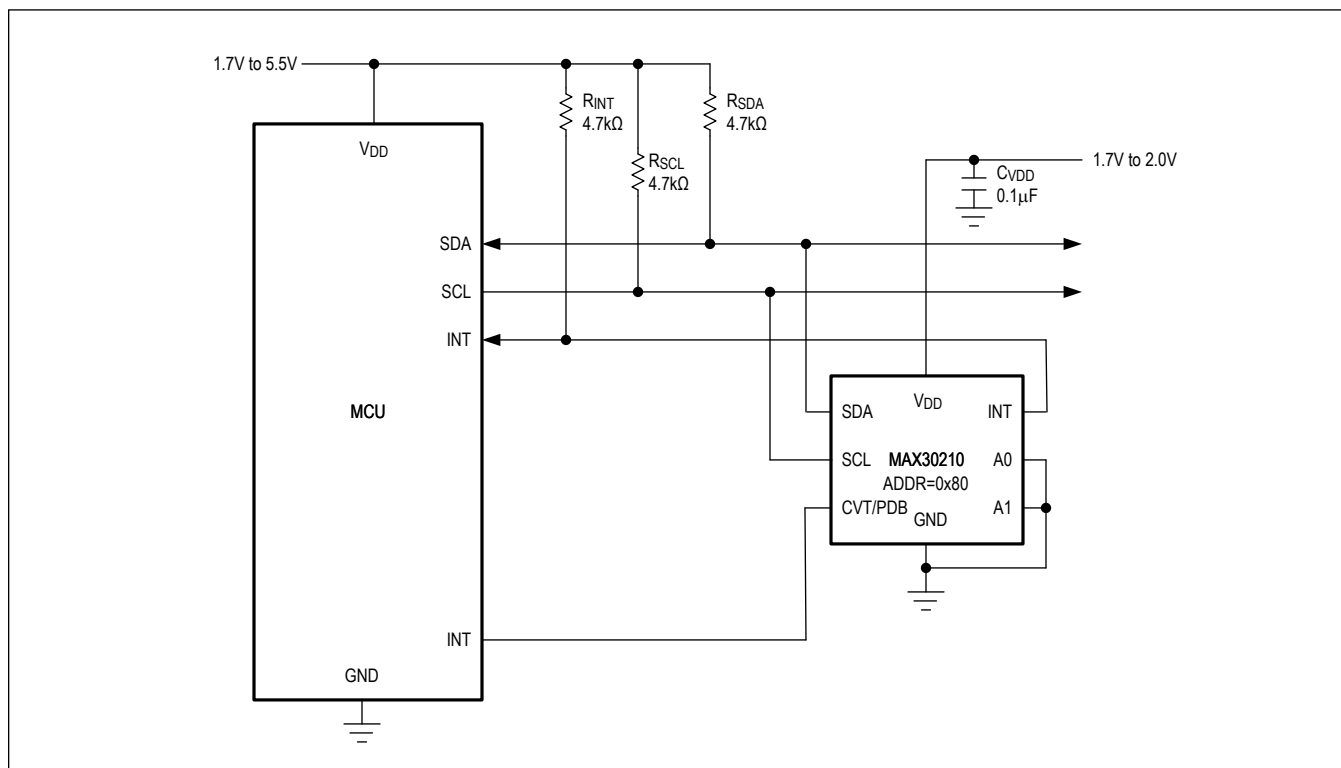 1.7V to 5.5V
RINT
4.7kΩ
RSDA
4.7kΩ
VDD
RSCL
4.7kΩ
1.7V to 2.0V
CVDD
0.1μF
SDA
SCL
INT
MCU
VDD
SDA
INT
SCL
MAX30210
A0
ADDR=0x80
CVT/PDB
A1
GND
INT
GND